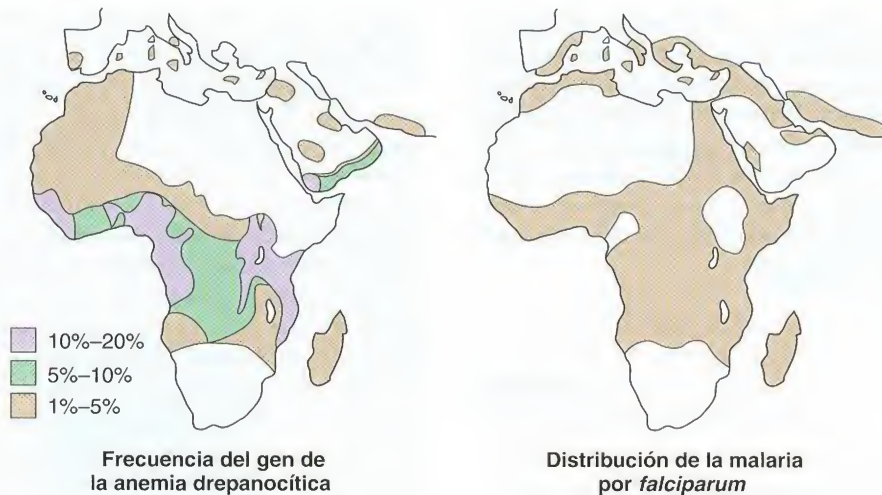 10%–20%
5%–10%
1%–5%
Frecuencia del gen de
la anemia drepanocítica
Distribución de la malaria
por falciparum